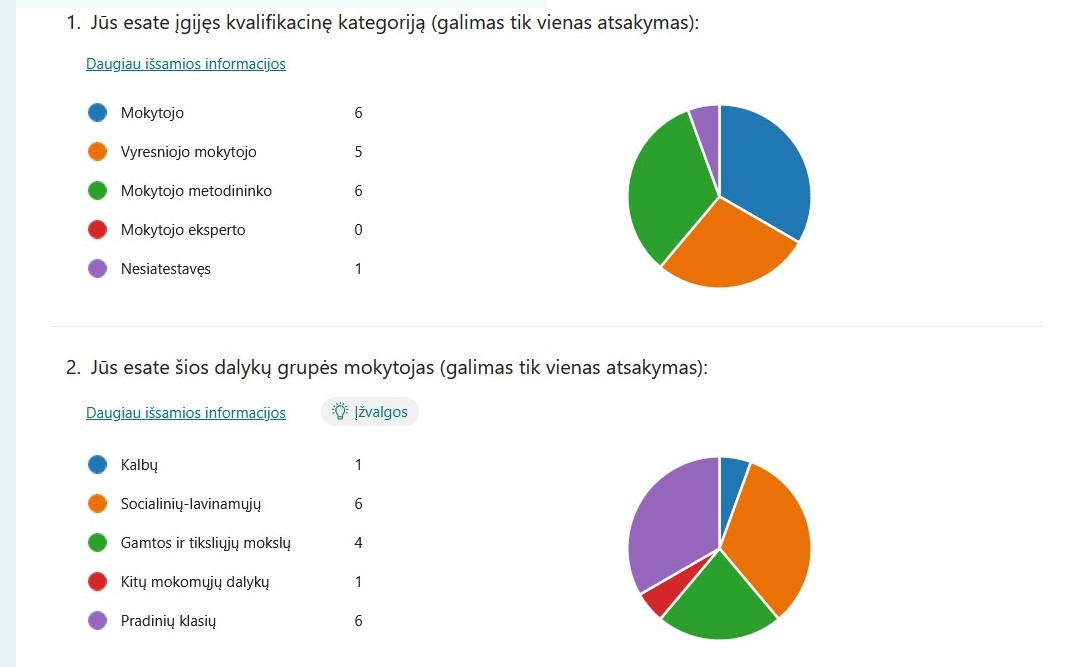 1. Jūs esate įgijęs kvalifikacinę kategoriją (galimas tik vienas atsakymas):
Daugiau išsamios informacijos
Mokytojo 6
Vyresniojo mokytojo 5
Mokytojo metodininko 6
Mokytojo eksperto 0
Nesiatestavęs 1
2. Jūs esate šios dalykų grupės mokytojas (galimas tik vienas atsakymas):
Daugiau išsamios informacijos Įžvalgos
Kalbų 1
Socialinių-lavinamųjų 6
Gamtos ir tiksliųjų mokslų 4
Kitų mokomųjų dalykų 1
Pradinių klasių 6